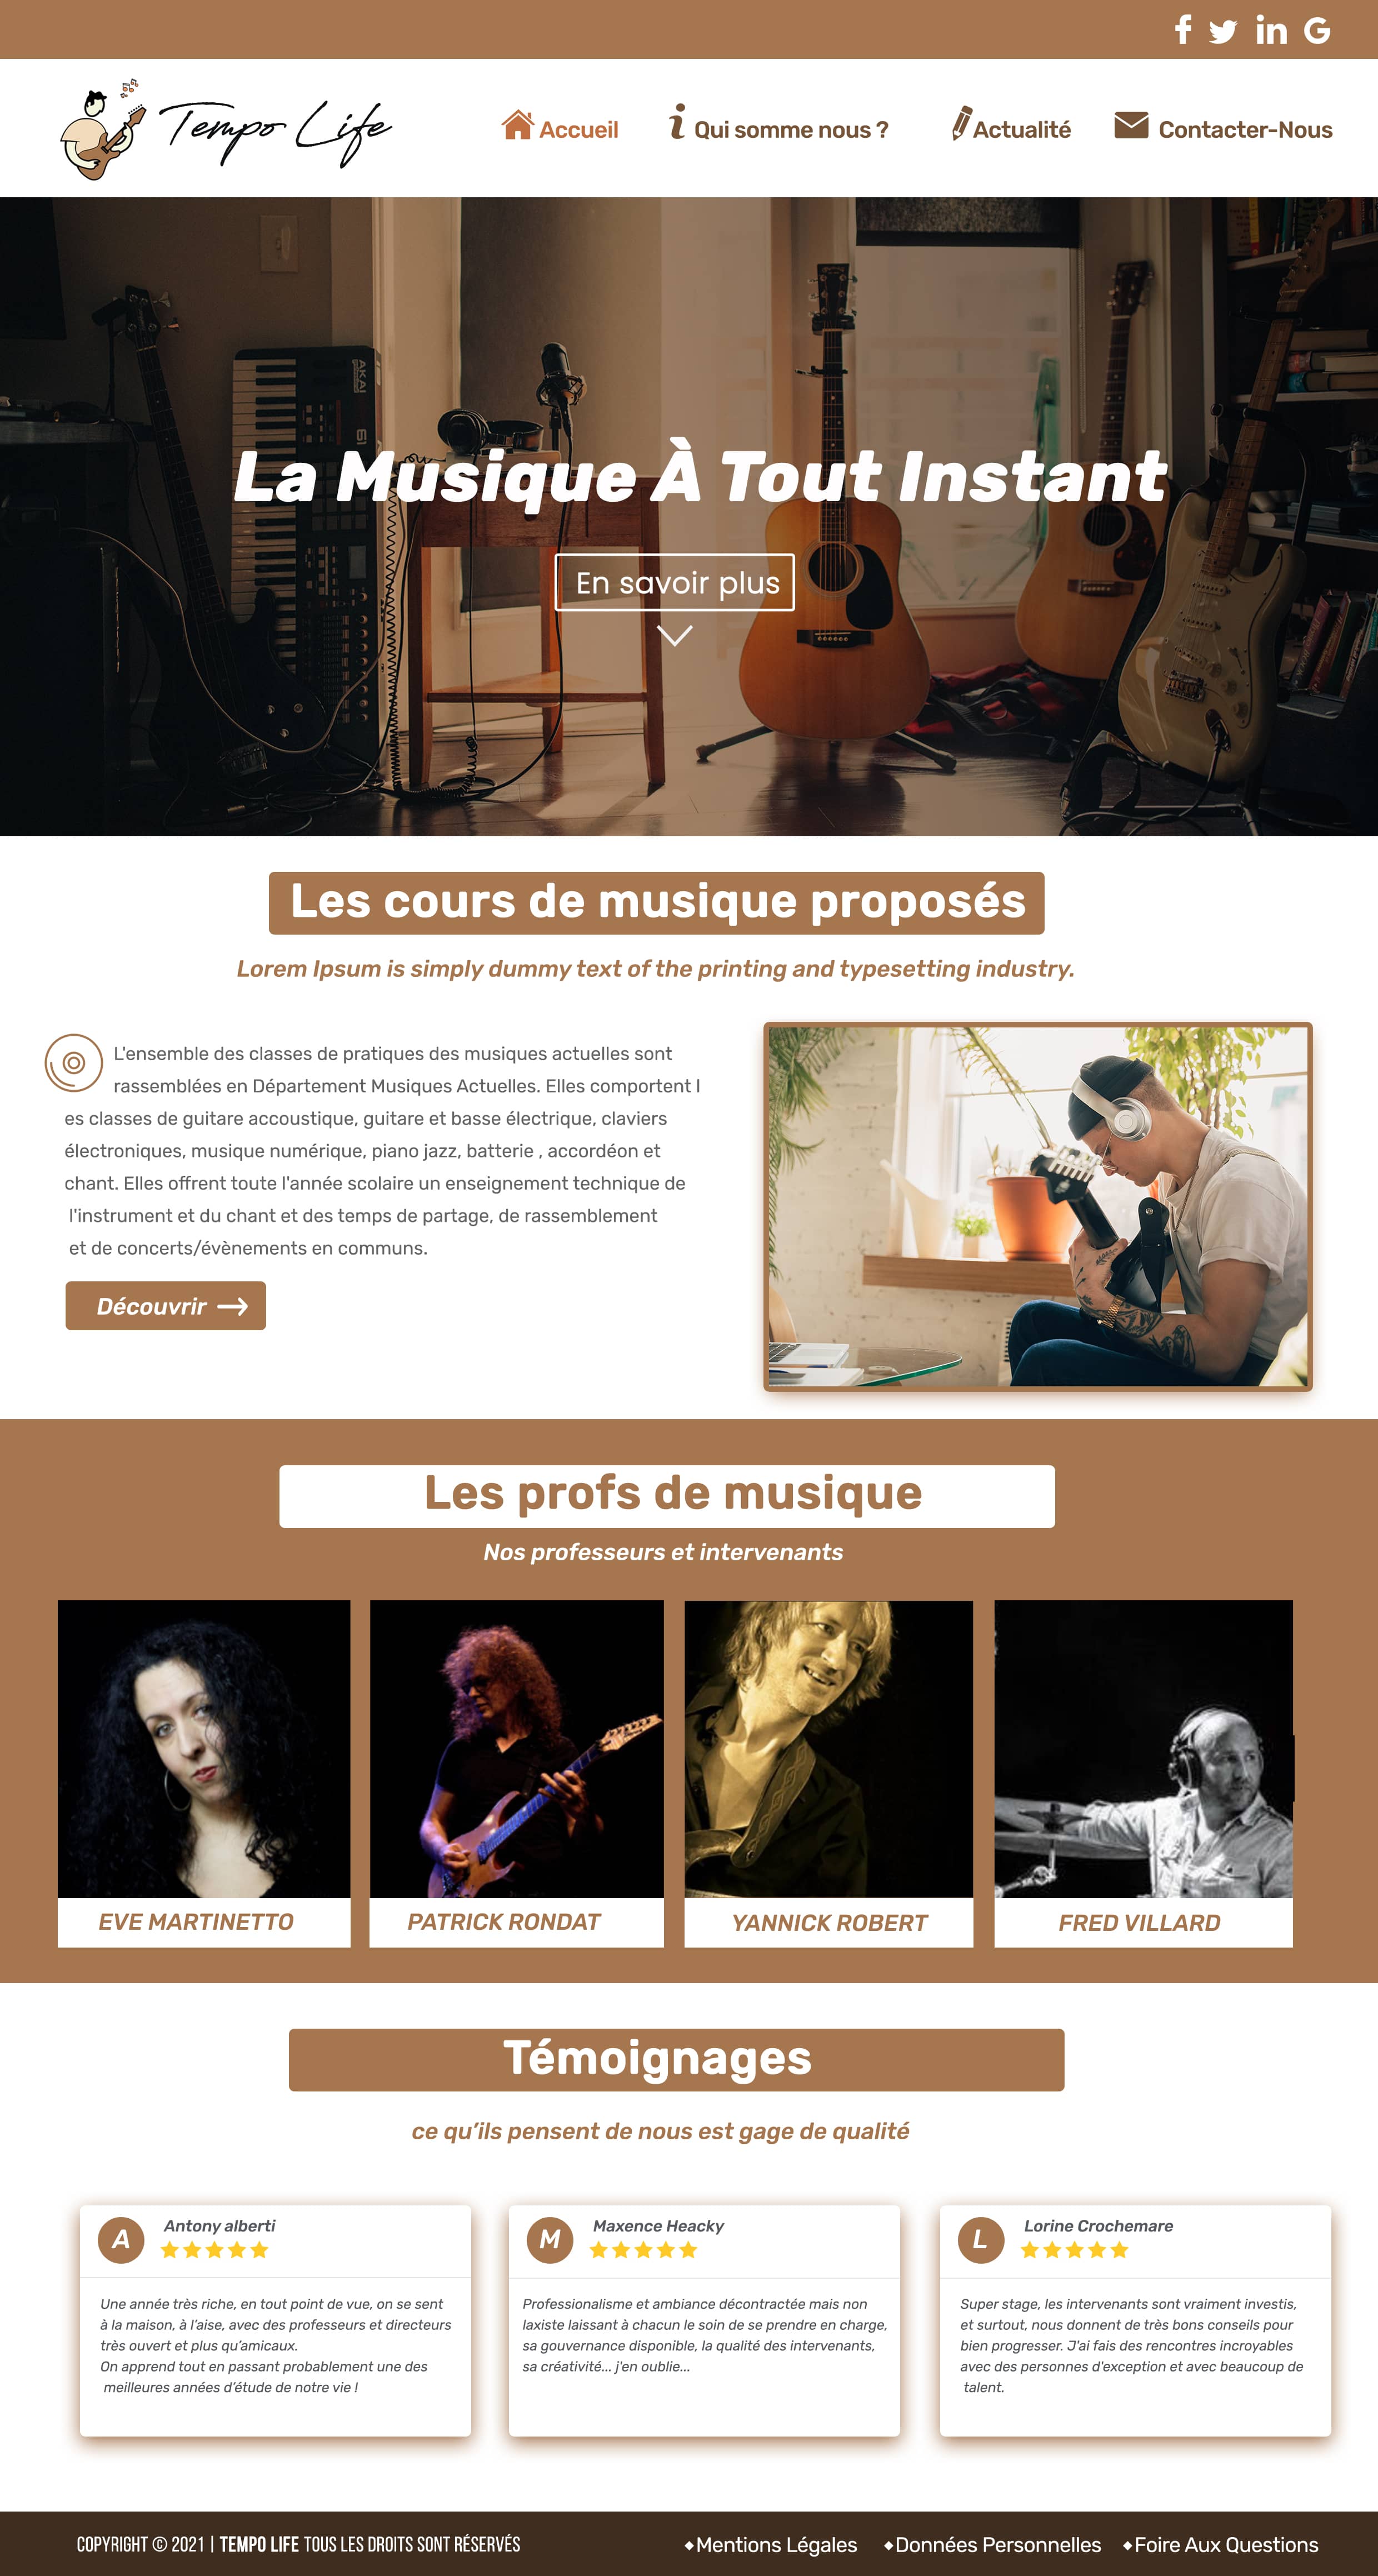 Tempo Life
Accueil
Qui somme nous ?
Actualité
Contacter-Nous
AKAI
61
La Musique À Tout Instant
En savoir plus
Les cours de musique proposés
Lorem Ipsum is simply dummy text of the printing and typesetting industry.
L'ensemble des classes de pratiques des musiques actuelles sont
rassemblées en Département Musiques Actuelles. Elles comportent l
es classes de guitare accoustique, guitare et basse électrique, claviers
électroniques, musique numérique, piano jazz, batterie , accordéon et
chant. Elles offrent toute l'année scolaire un enseignement technique de
l'instrument et du chant et des temps de partage, de rassemblement
et de concerts/évènements en communs.
Découvrir
Les profs de musique
Nos professeurs et intervenants
EVE MARTINETTO
PATRICK RONDAT
YANNICK ROBERT
FRED VILLARD
Témoignages
ce qu’ils pensent de nous est gage de qualité
A
Antony alberti
Une année très riche, en tout point de vue, on se sent
à la maison, à l’aise, avec des professeurs et directeurs
très ouvert et plus qu’amicaux.
On apprend tout en passant probablement une des
meilleures années d’étude de notre vie !
M
Maxence Heacky
Professionalisme et ambiance décontractée mais non
laxiste laissant à chacun le soin de se prendre en charge,
sa gouvernance disponible, la qualité des intervenants,
sa créativité... j'en oublie...
L
Lorine Crochemare
Super stage, les intervenants sont vraiment investis,
et surtout, nous donnent de très bons conseils pour
bien progresser. J'ai fais des rencontres incroyables
avec des personnes d'exception et avec beaucoup de
talent.
COPYRIGHT © 2021 | TEMPO LIFE TOUS LES DROITS SONT RÉSERVÉS
Mentions Légales
Données Personnelles
Foire Aux Questions